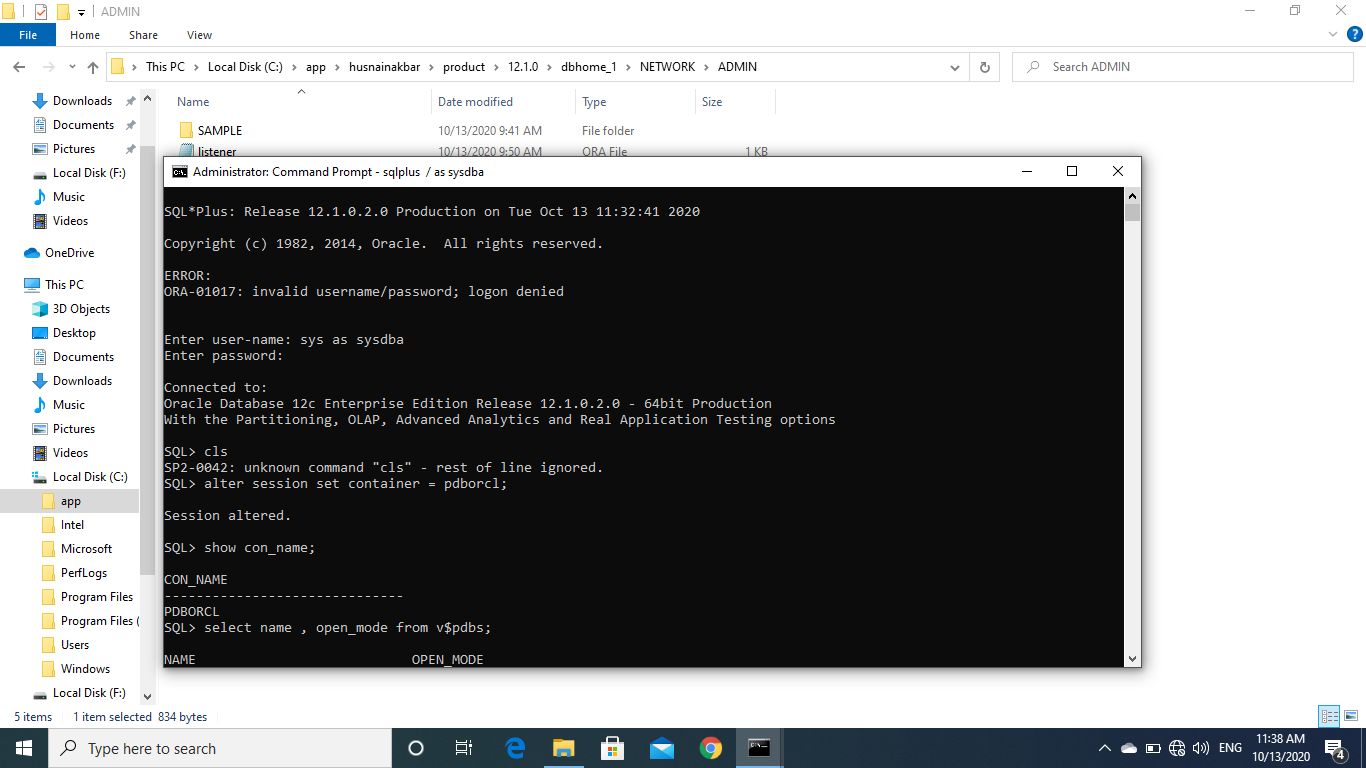 ADMIN
File Home Share View
This PC Local Disk (C:) app husnainakbar product 12.1.0 dbhome_1 NETWORK ADMIN
Search ADMIN
Name Date modified Type Size
SAMPLE 10/13/2020 9:41 AM File folder
listener 10/13/2020 9:50 AM ORA File 1 KB
Downloads
Documents
Pictures
Local Disk (F:)
Music
Videos
OneDrive
This PC
3D Objects
Desktop
Documents
Downloads
Music
Pictures
Videos
Local Disk (C:)
app
Intel
Microsoft
PerfLogs
Program Files
Program Files (
Users
Windows
Local Disk (F:)
Administrator: Command Prompt - sqlplus / as sysdba
SQL*Plus: Release 12.1.0.2.0 Production on Tue Oct 13 11:32:41 2020
Copyright (c) 1982, 2014, Oracle. All rights reserved.
ERROR:
ORA-01017: invalid username/password; logon denied
Enter user-name: sys as sysdba
Enter password:
Connected to:
Oracle Database 12c Enterprise Edition Release 12.1.0.2.0 - 64bit Production
With the Partitioning, OLAP, Advanced Analytics and Real Application Testing options
SQL> cls
SP2-0042: unknown command "cls" - rest of line ignored.
SQL> alter session set container = pdborcl;
Session altered.
SQL> show con_name;
CON_NAME
------------------------------
PDBORCL
SQL> select name , open_mode from v$pdbs;
NAME OPEN_MODE
5 items 1 item selected 834 bytes
Type here to search
ENG
11:38 AM
10/13/2020
4